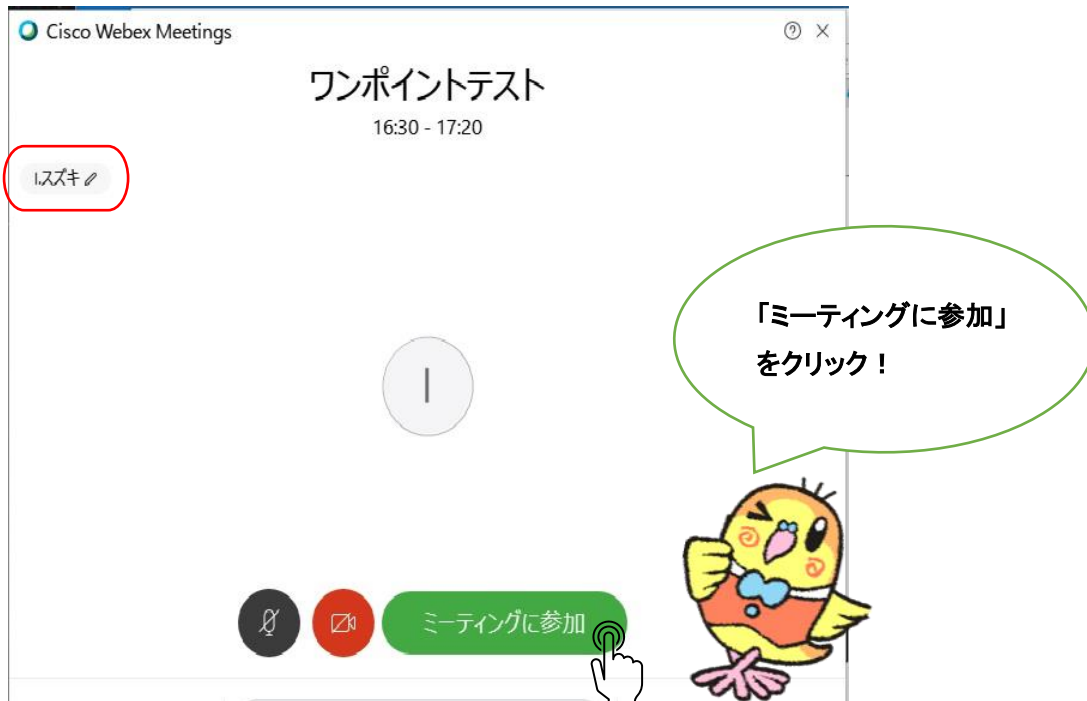 Cisco Webex Meetings
ワンポイントテスト
16:30 - 17:20
I.スズキ
「ミーティングに参加」
をクリック！
I
ミーティングに参加